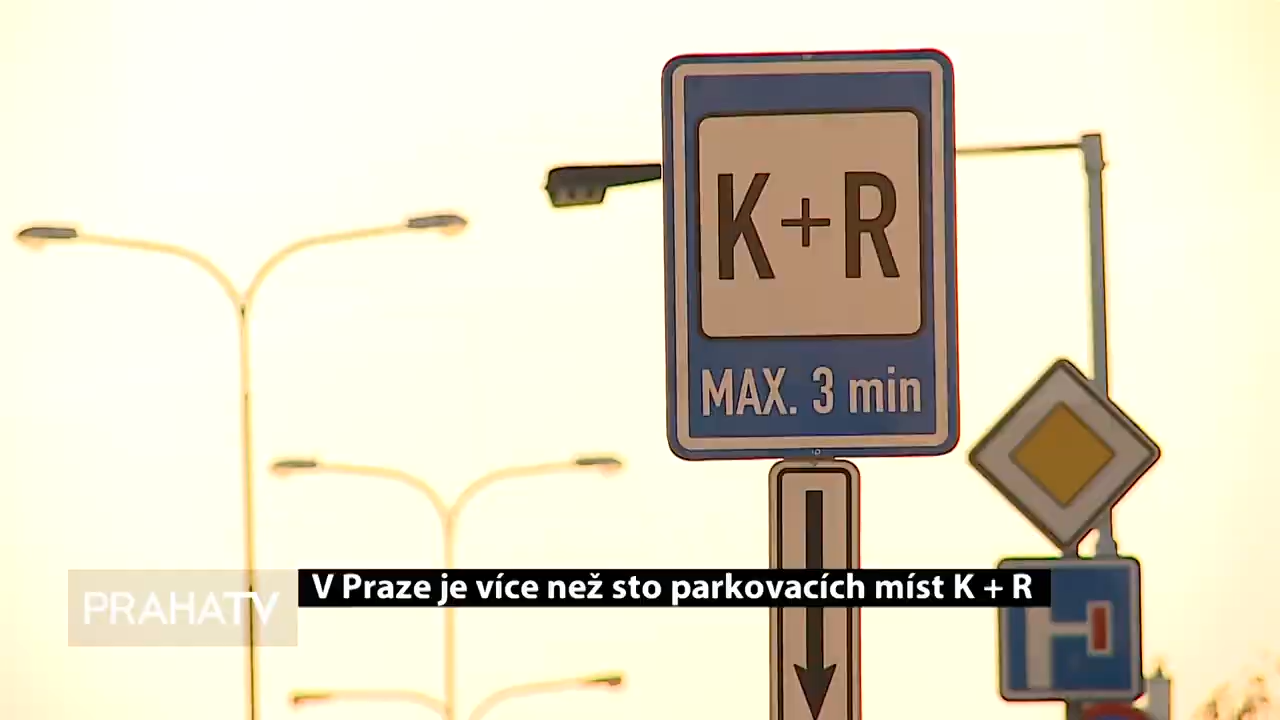 K+R
MAX. 3 min
PRAHATV
V Praze je více než sto parkovacích míst K + R